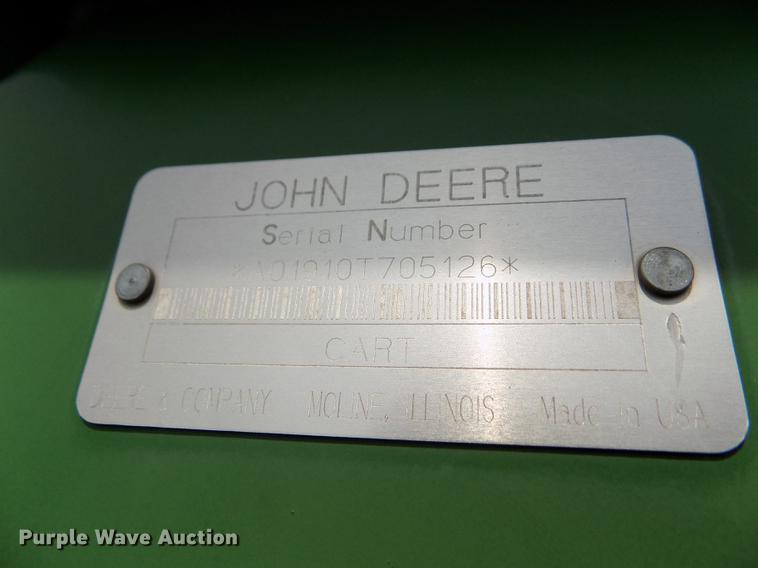 JOHN DEERE
Serial Number
*A01910T705126*
CART
DEERE & COMPANY MOLINE, ILLINOIS Made in USA
Purple Wave Auction